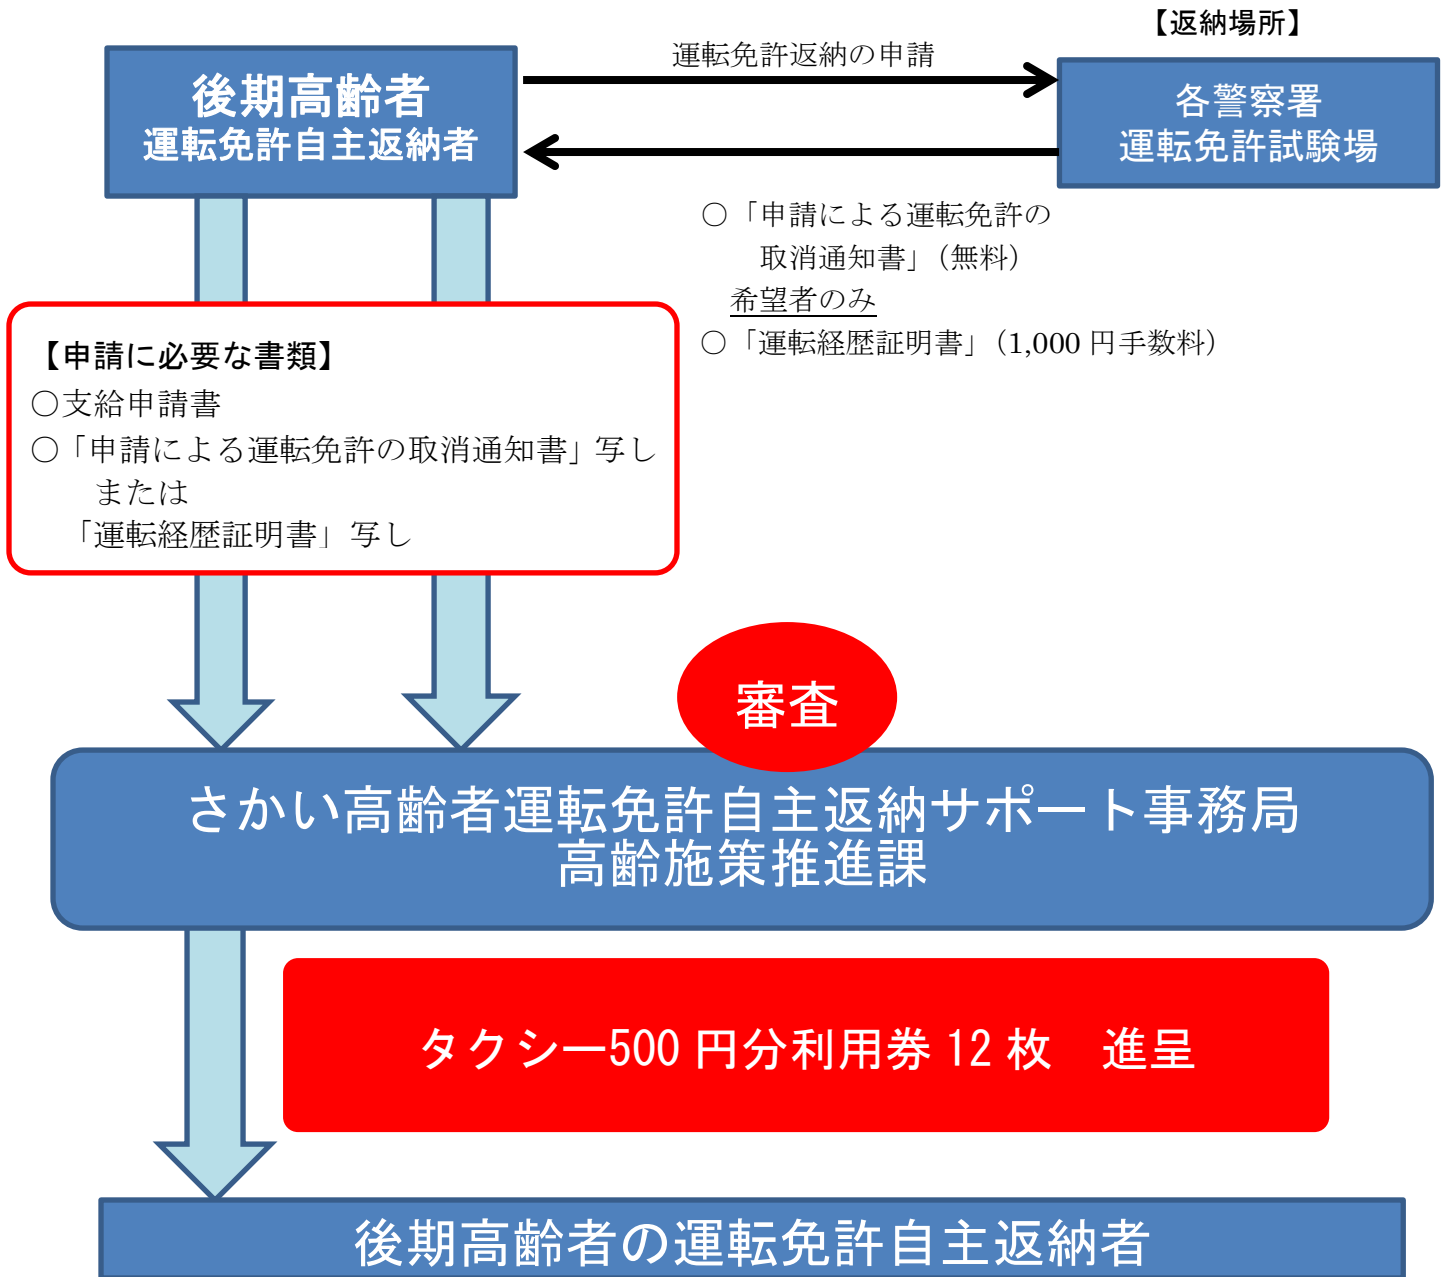 【返納場所】
運転免許返納の申請
後期高齢者
運転免許自主返納者
各警察署
運転免許試験場
○「申請による運転免許の
取消通知書」（無料）
希望者のみ
○「運転経歴証明書」（1,000 円手数料）
【申請に必要な書類】
○支給申請書
○「申請による運転免許の取消通知書」写し
または
「運転経歴証明書」写し
審査
さかい高齢者運転免許自主返納サポート事務局
高齢施策推進課
タクシー500 円分利用券 12 枚　進呈
後期高齢者の運転免許自主返納者